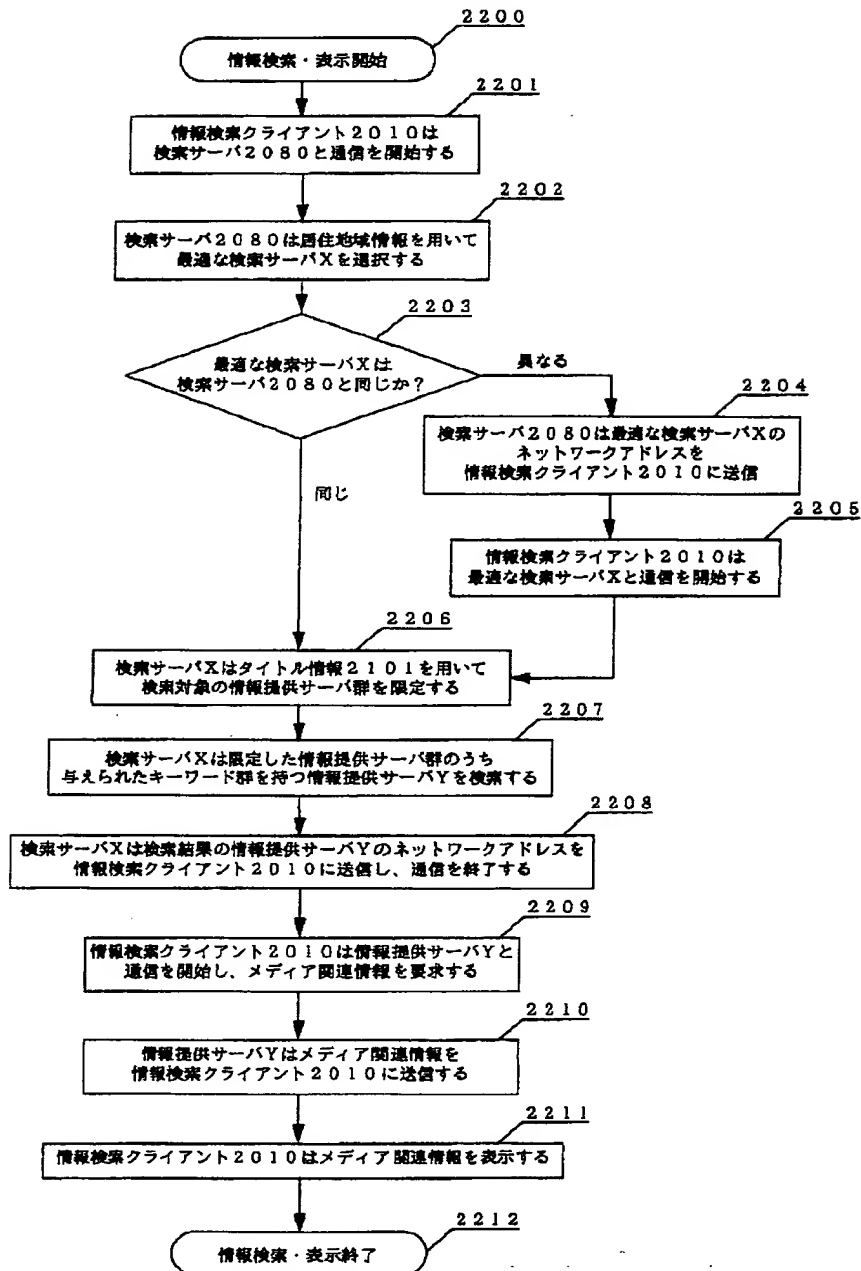 ２２００
情報検索・表示開始
２２０１
情報検索クライアント２０１０は
検索サーバ２０８０と通信を開始する
２２０２
検索サーバ２０８０は居住地域情報を用いて
最適な検索サーバＸを選択する
２２０３
最適な検索サーバＸは
検索サーバ２０８０と同じか？
異なる
同じ
２２０４
検索サーバ２０８０は最適な検索サーバＸの
ネットワークアドレスを
情報検索クライアント２０１０に送信
２２０５
情報検索クライアント２０１０は
最適な検索サーバＸと通信を開始する
２２０６
検索サーバＸはタイトル情報２１０１を用いて
検索対象の情報提供サーバ群を限定する
２２０７
検索サーバＸは限定した情報提供サーバ群のうち
与えられたキーワード群を持つ情報提供サーバＹを検索する
２２０８
検索サーバＸは検索結果の情報提供サーバＹのネットワークアドレスを
情報検索クライアント２０１０に送信し、通信を終了する
２２０９
情報検索クライアント２０１０は情報提供サーバＹと
通信を開始し、メディア関連情報を要求する
２２１０
情報提供サーバＹはメディア関連情報を
情報検索クライアント２０１０に送信する
２２１１
情報検索クライアント２０１０はメディア関連情報を表示する
２２１２
情報検索・表示終了